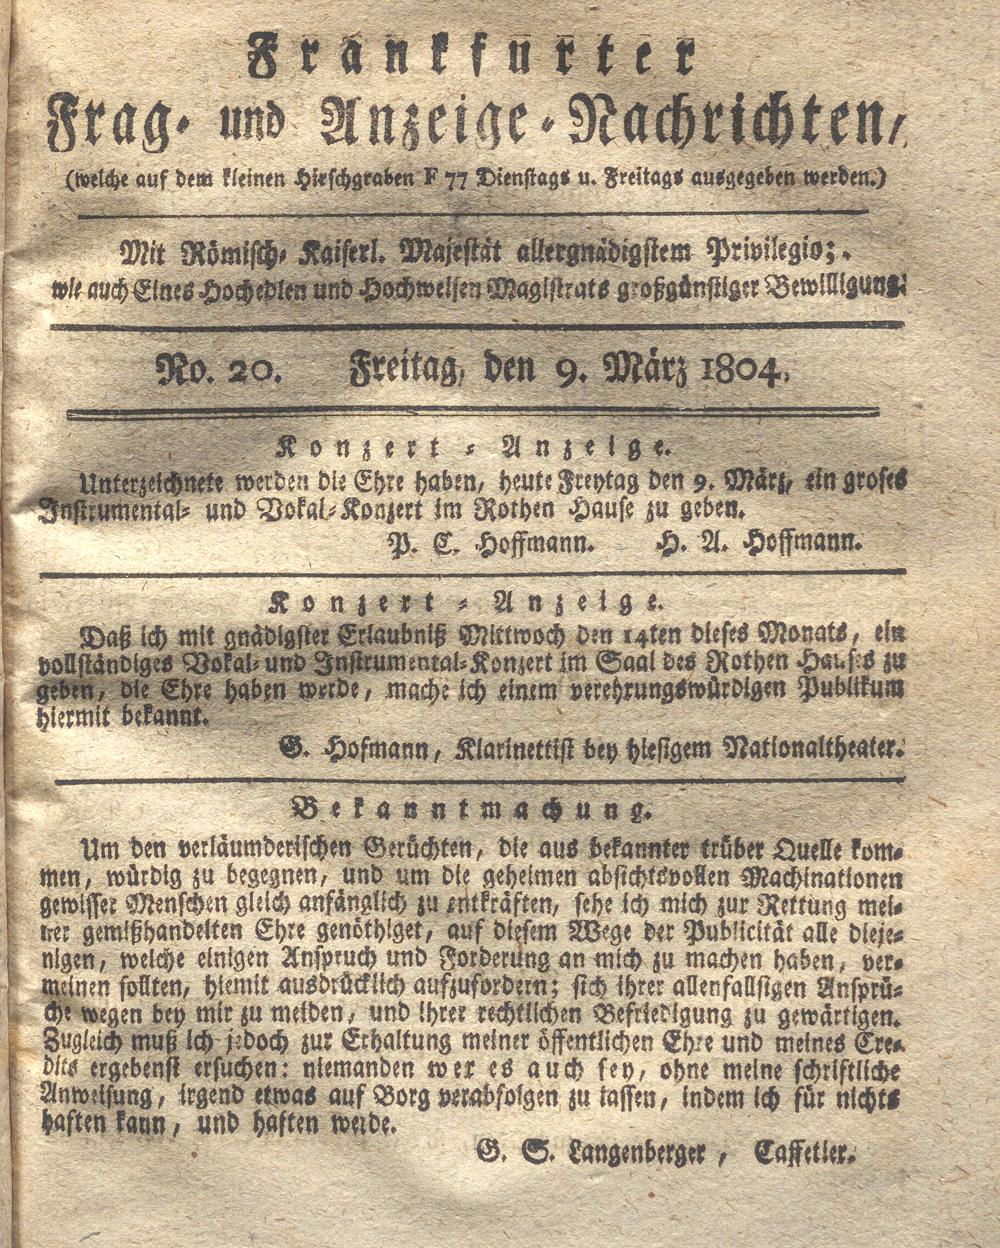 Frankfurter
Frag- und Anzeige-Nachrichten,
(welche auf dem kleinen Hirschgraben F 77 Dienstags u. Freitags ausgegeben werden.)
Mit Römisch- Kaiserl. Majestät allergnädigstem Privilegio;
wie auch Eines Hochedlen und Hochweisen Magistrats großgünstiger Bewilligung.
No. 20. Freitag, den 9. März 1804.
Konzert-Anzeige.
Unterzeichnete werden die Ehre haben, heute Freytag den 9. März, ein groses
Instrumental- und Vokal-Konzert im Rothen Hause zu geben.
P. C. Hoffmann. H. A. Hoffmann.
Konzert-Anzeige.
Daß ich mit gnädigster Erlaubniß Mittwoch den 14ten dieses Monats, ein
vollständiges Vokal- und Instrumental-Konzert im Saal des Rothen Hauses zu
geben, die Ehre haben werde, mache ich einem verehrungswürdigen Publikum
hiermit bekannt.
G. Hofmann, Klarinettist bey hiesigem Nationaltheater.
Bekanntmachung.
Um den verläumderischen Gerüchten, die aus bekannter trüber Quelle kom-
men, würdig zu begegnen, und um die geheimen absichtsvollen Machinationen
gewisser Menschen gleich anfänglich zu entkräften, sehe ich mich zur Rettung mei-
ner gemißhandelten Ehre genöthiget, auf diesem Wege der Publicität alle dieje-
nigen, welche einigen Anspruch und Forderung an mich zu machen haben, ver-
meinen sollten, hiemit ausdrücklich aufzufordern; sich ihrer allenfallsigen Ansprü-
che wegen bey mir zu melden, und ihrer rechtlichen Befriedigung zu gewärtigen.
Zugleich muß ich jedoch zur Erhaltung meiner öffentlichen Ehre und meines Cre-
dits ergebenst ersuchen: niemanden wer es auch sey, ohne meine schriftliche
Anweisung, irgend etwas auf Borg verabfolgen zu lassen, indem ich für nichts
haften kann, und haften werde.
G. S. Langenberger, Caffetier.